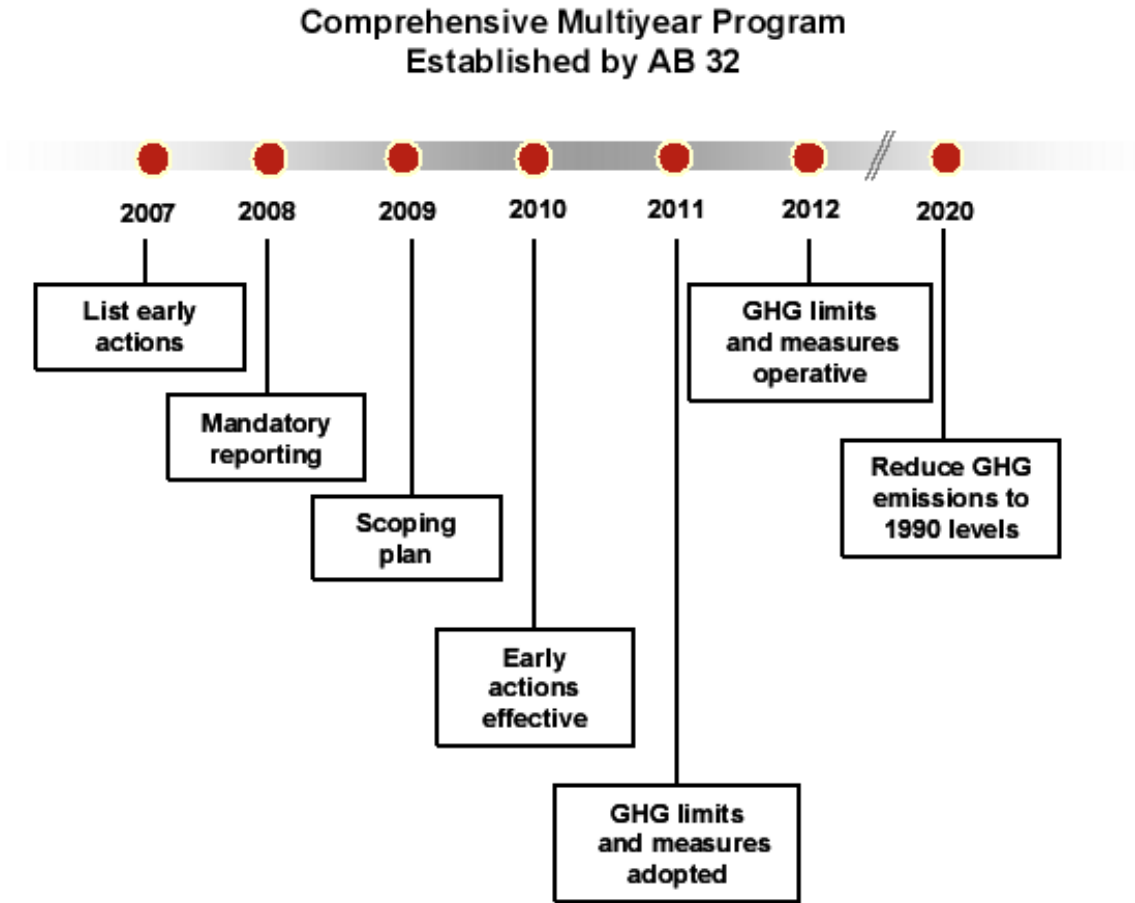 Comprehensive Multiyear Program
Established by AB 32
2007 2008 2009 2010 2011 2012 2020
List early
actions
Mandatory
reporting
Scoping
plan
Early
actions
effective
GHG limits
and measures
adopted
GHG limits
and measures
operative
Reduce GHG
emissions to
1990 levels